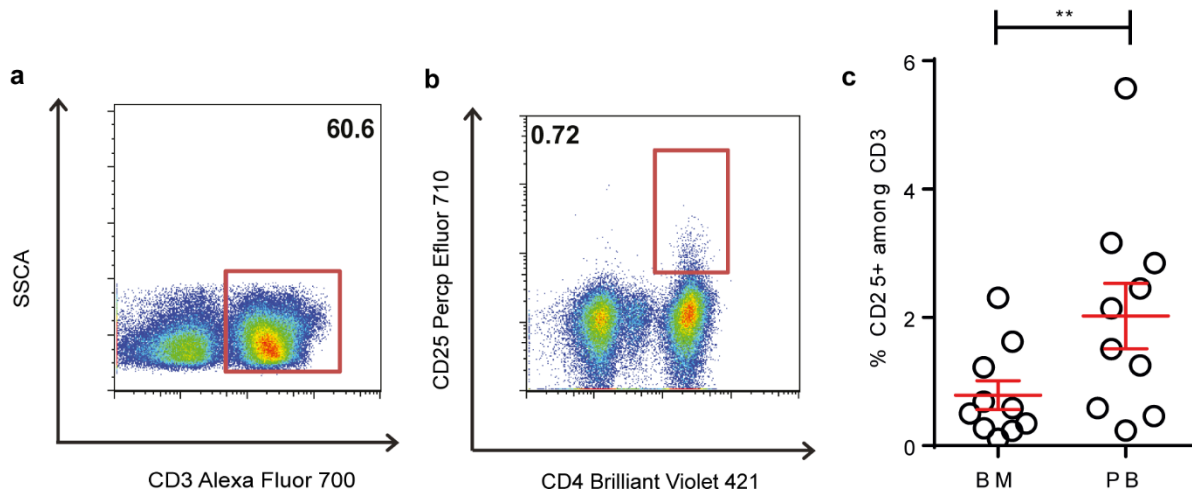 a
60.6
SSCA
CD3 Alexa Fluor 700
b
0.72
CD25 Percp Efluor 710
CD4 Brilliant Violet 421
c
**
% CD25+ among CD3
6
4
2
0
BM
PB